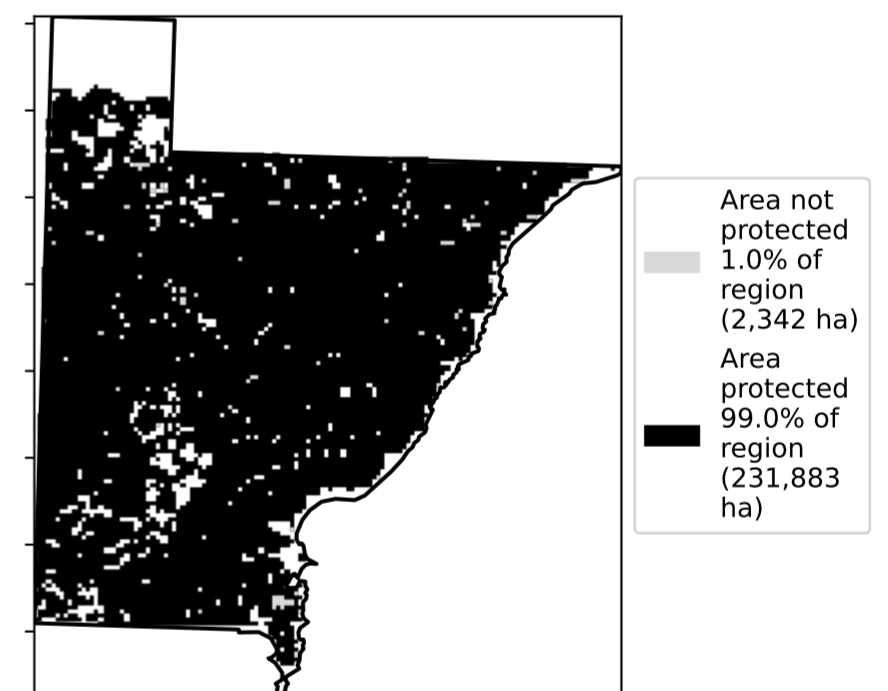 Area not
protected
1.0% of
region
(2,342 ha)
Area
protected
99.0% of
region
(231,883
ha)